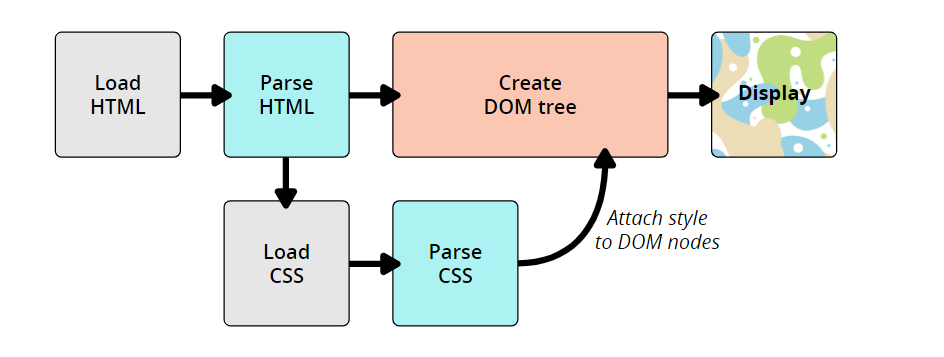 Load
HTML
Parse
HTML
Create
DOM tree
Display
Load
CSS
Parse
CSS
Attach style
to DOM nodes